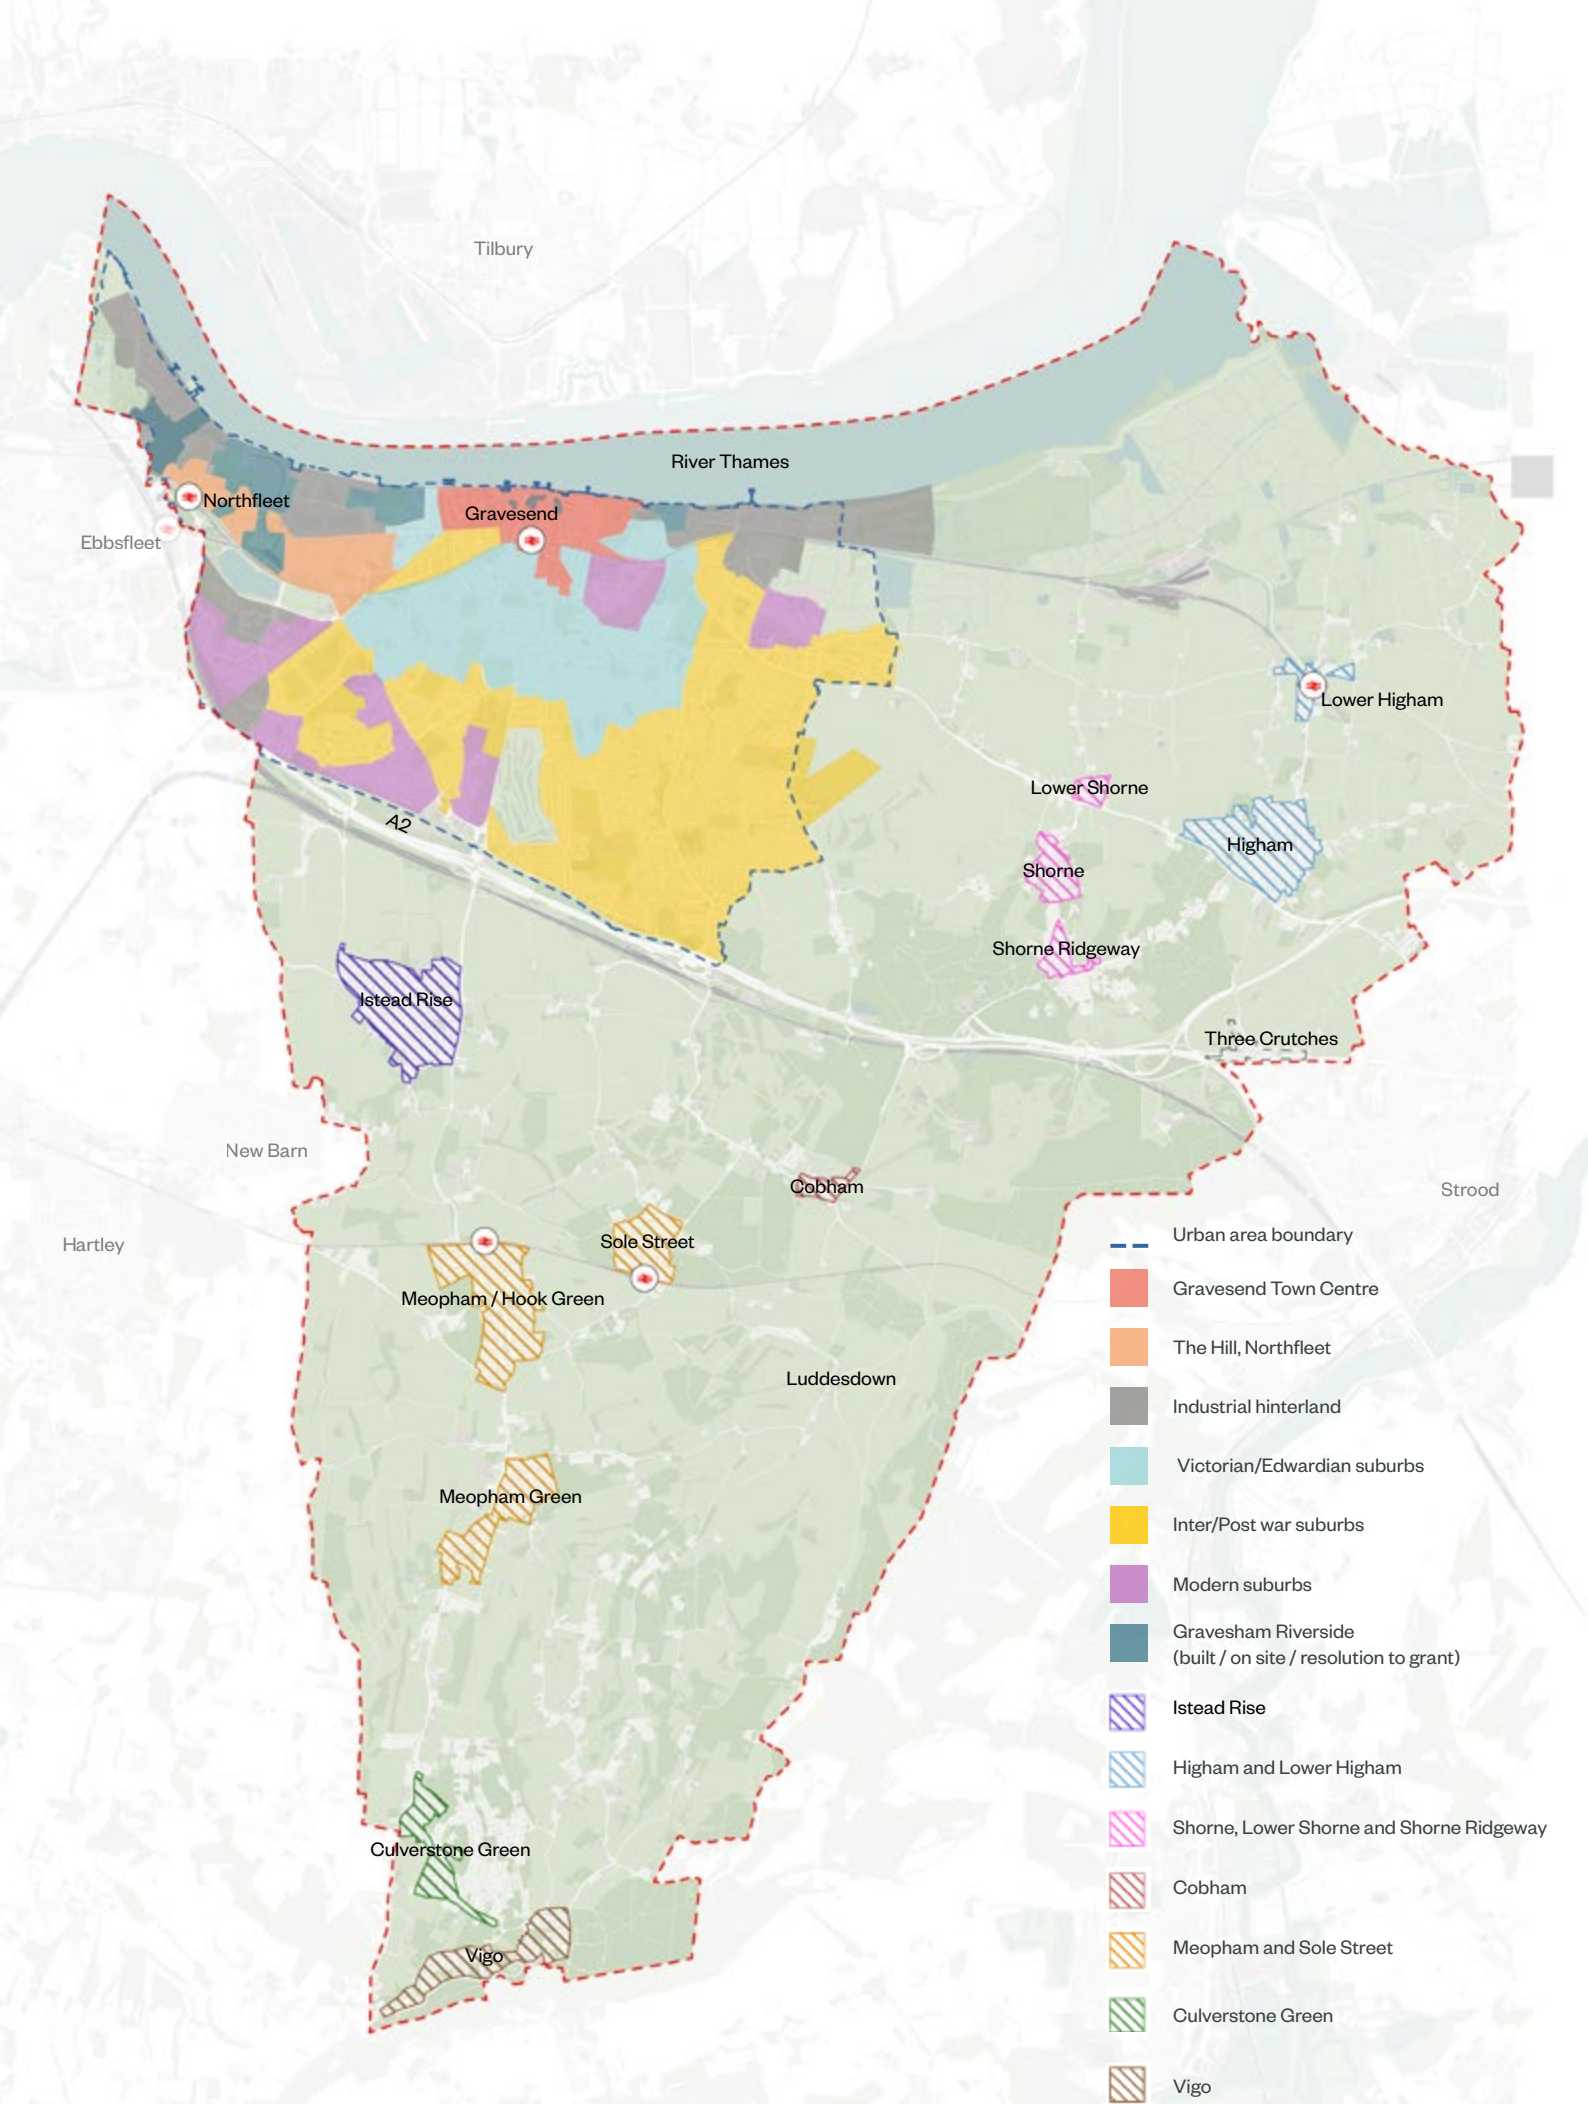 Tilbury
River Thames
Northfleet
Gravesend
Ebbsfleet
Lower Higham
Lower Shorne
A2
Higham
Shorne
Shorne Ridgeway
Istead Rise
Three Crutches
New Barn
Cobham
Strood
Hartley
Sole Street
Meopham / Hook Green
Luddesdown
Meopham Green
Culverstone Green
Vigo
Urban area boundary
Gravesend Town Centre
The Hill, Northfleet
Industrial hinterland
Victorian/Edwardian suburbs
Inter/Post war suburbs
Modern suburbs
Gravesham Riverside
(built / on site / resolution to grant)
Istead Rise
Higham and Lower Higham
Shorne, Lower Shorne and Shorne Ridgeway
Cobham
Meopham and Sole Street
Culverstone Green
Vigo